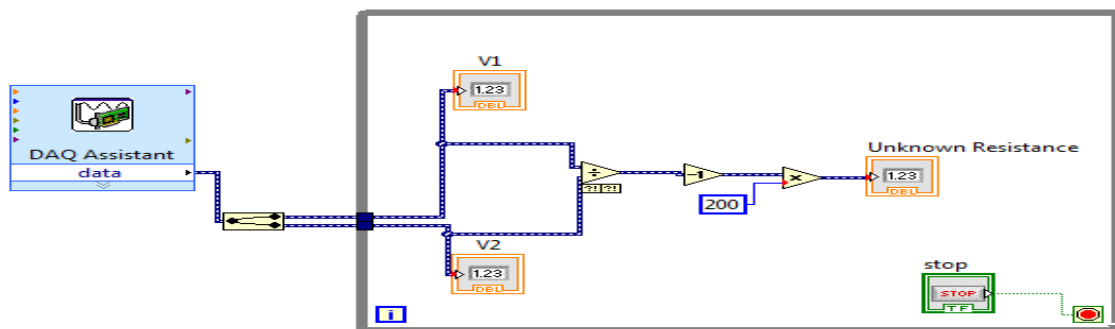 V1
1.23
DBL
DAQ Assistant
data
Unknown Resistance
÷
?! ?!
-1
×
1.23
DBL
200
V2
1.23
DBL
stop
STOP
TF
i